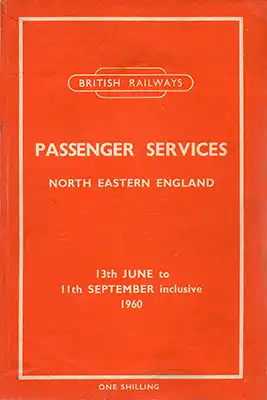 BRITISH RAILWAYS
PASSENGER SERVICES
NORTH EASTERN ENGLAND
13th JUNE to
11th SEPTEMBER inclusive
1960
ONE SHILLING